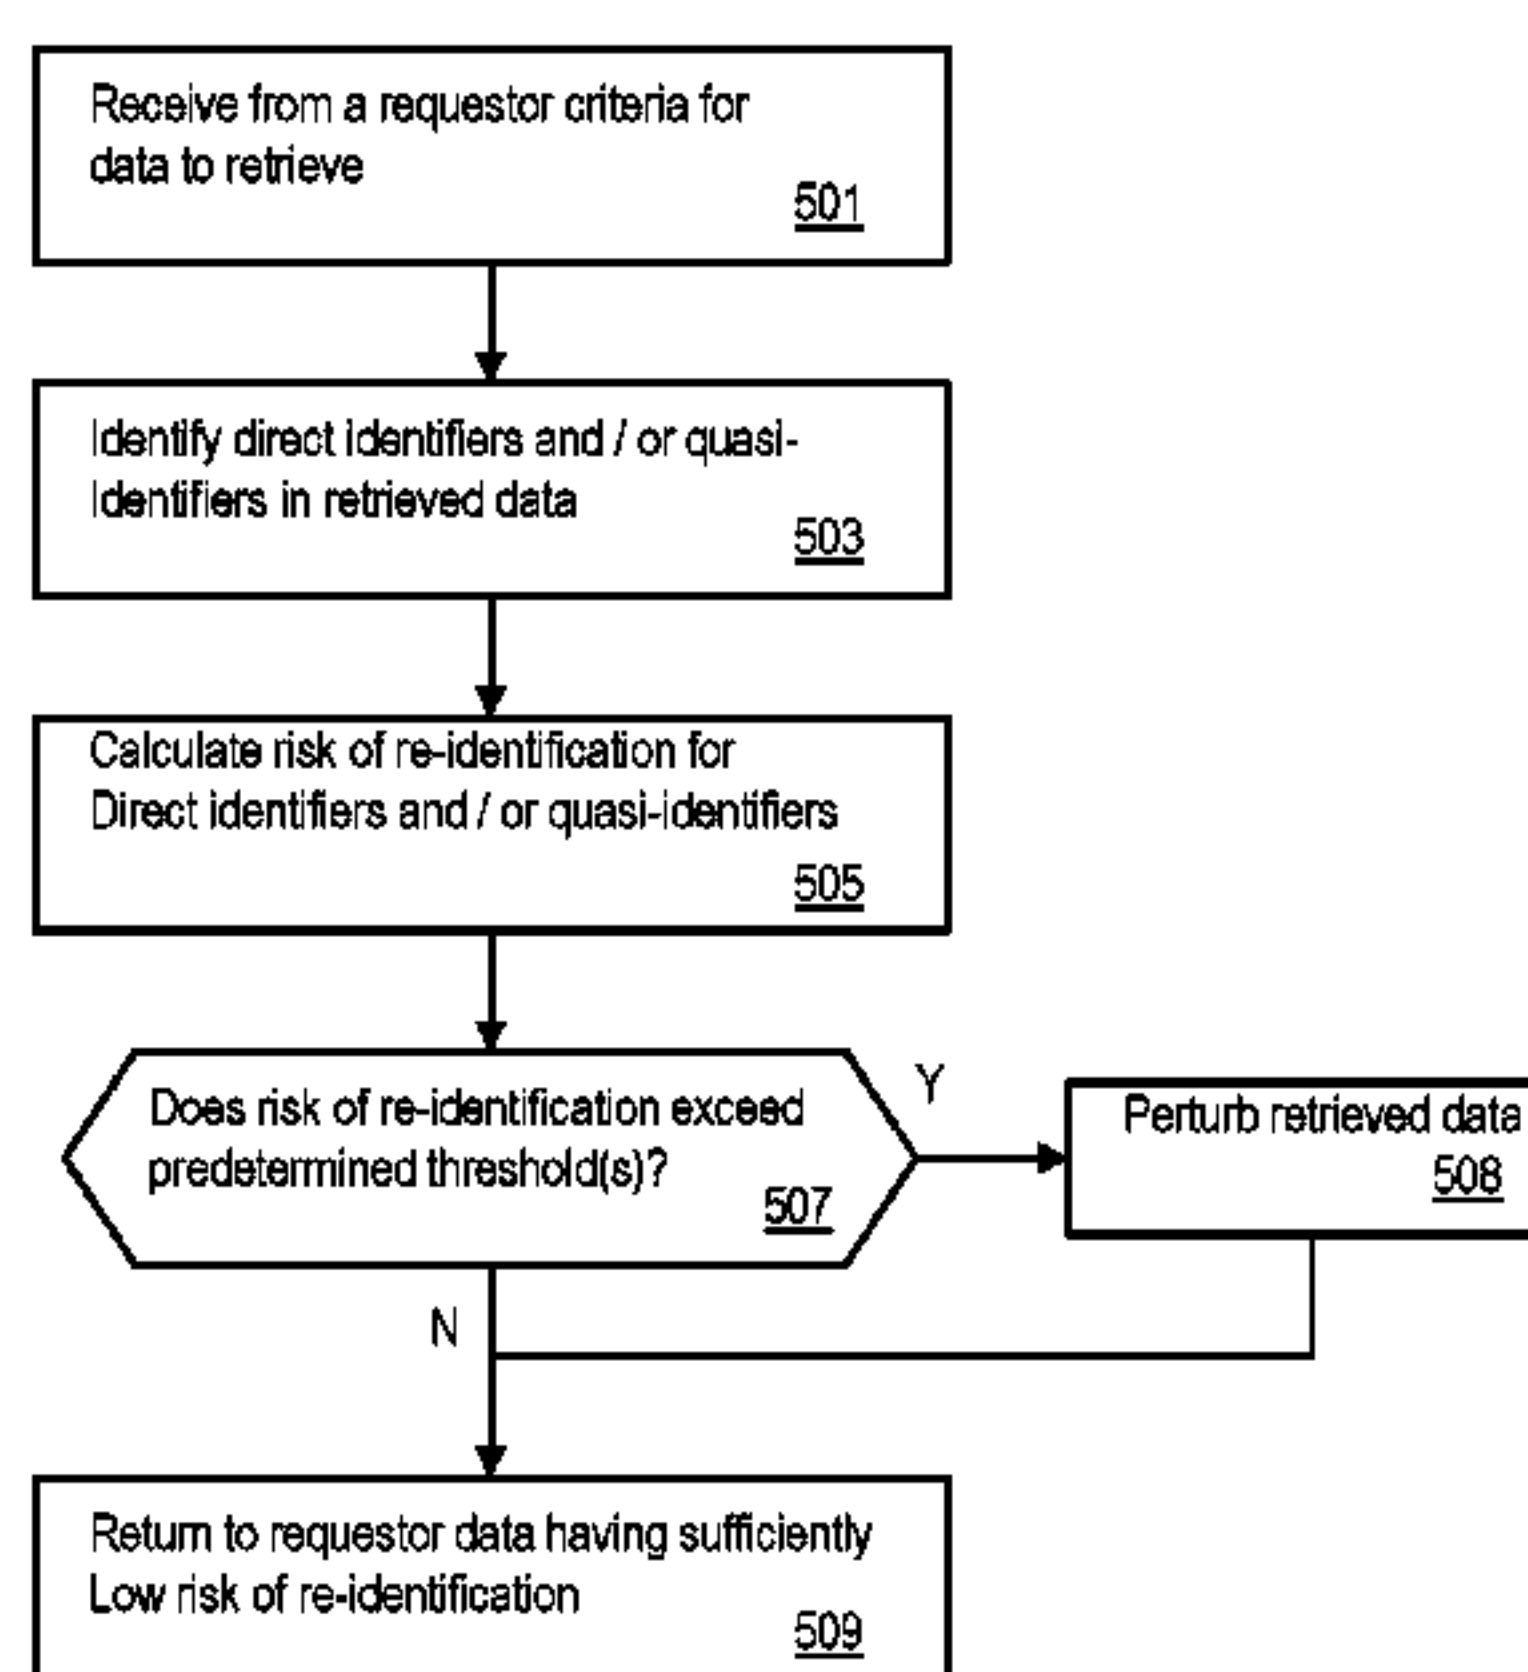 Receive from a requestor criteria for
data to retrieve
501
Identify direct identifiers and / or quasi-
Identifiers in retrieved data
503
Calculate risk of re-identification for
Direct identifiers and / or quasi-identifiers
505
Does risk of re-identification exceed
predetermined threshold(s)?
507
Y
Perturb retrieved data
508
N
Return to requestor data having sufficiently
Low risk of re-identification
509